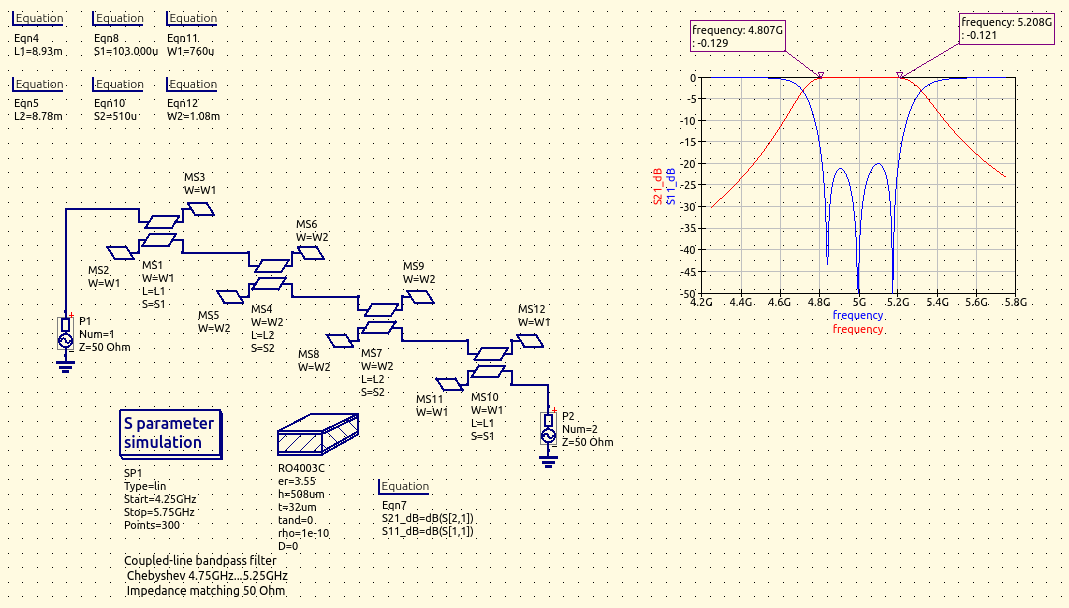 Equation
Eqn4
L1=8.93m
Equation
Eqn8
S1=103.000u
Equation
Eqn11
W1=760u
Equation
Eqn5
L2=8.78m
Equation
Eqn10
S2=510u
Equation
Eqn12
W2=1.08m
MS3
W=W1
MS2
W=W1
MS1
W=W1
L=L1
S=S1
MS6
W=W2
MS5
W=W2
MS4
W=W2
L=L2
S=S2
MS9
W=W2
MS8
W=W2
MS7
W=W2
L=L2
S=S2
MS12
W=W1
MS11
W=W1
MS10
W=W1
L=L1
S=S1
P1
Num=1
Z=50 Ohm
P2
Num=2
Z=50 Ohm
S parameter
simulation
SP1
Type=lin
Start=4.25GHz
Stop=5.75GHz
Points=300
RO4003C
er=3.55
h=508um
t=32um
tand=0
rho=1e-10
D=0
Equation
Eqn7
S21_dB=dB(S[2,1])
S11_dB=dB(S[1,1])
Coupled-line bandpass filter
Chebyshev 4.75GHz...5.25GHz
Impedance matching 50 Ohm
frequency: 4.807G
: -0.129
frequency: 5.208G
: -0.121
0
-5
-10
-15
-20
-25
-30
-35
-40
-45
-50
S21_dB
S11_dB
4.2G 4.4G 4.6G 4.8G 5G 5.2G 5.4G 5.6G 5.8G
frequency
frequency